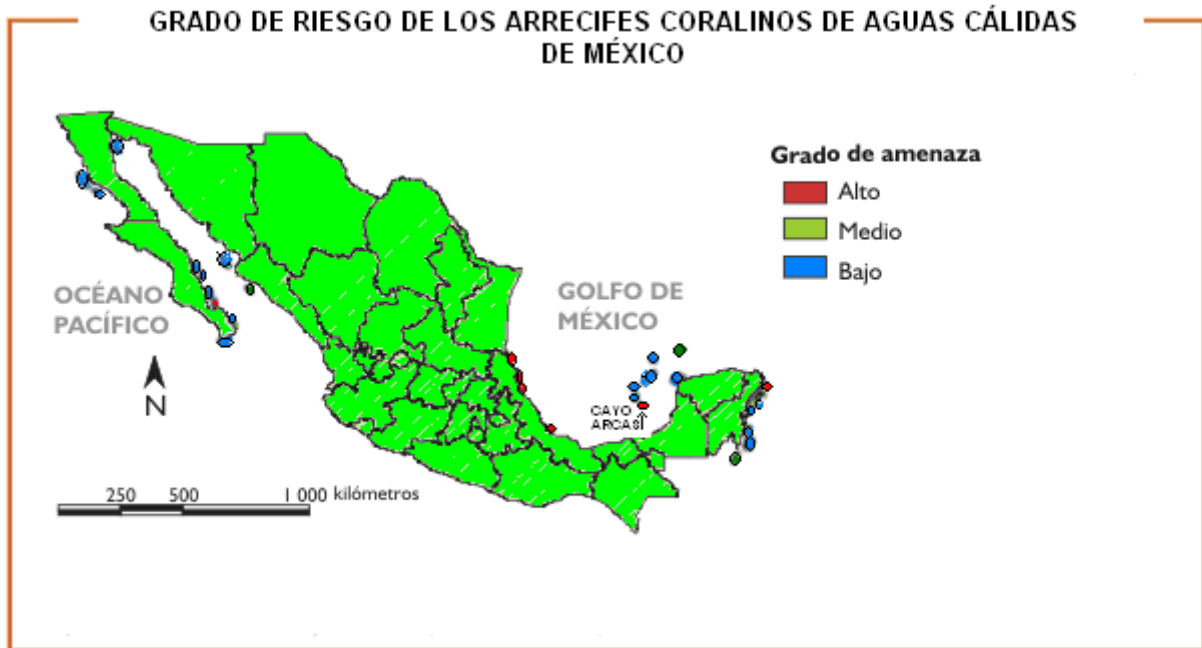 GRADO DE RIESGO DE LOS ARRECIFES CORALINOS DE AGUAS CÁLIDAS
DE MÉXICO
Grado de amenaza
Alto
Medio
Bajo
OCÉANO
PACÍFICO
GOLFO DE
MÉXICO
N
CAYO
ARCAS
250 500 1 000 kilómetros